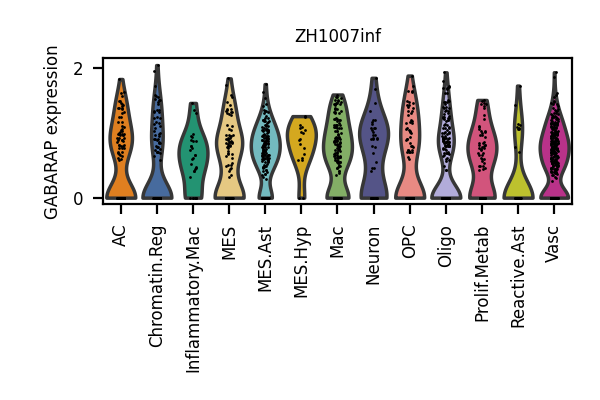 ZH1007inf
GABARAP expression
2
0
AC
Chromatin.Reg
Inflammatory.Mac
MES
MES.Ast
MES.Hyp
Mac
Neuron
OPC
Oligo
Prolif.Metab
Reactive.Ast
Vasc